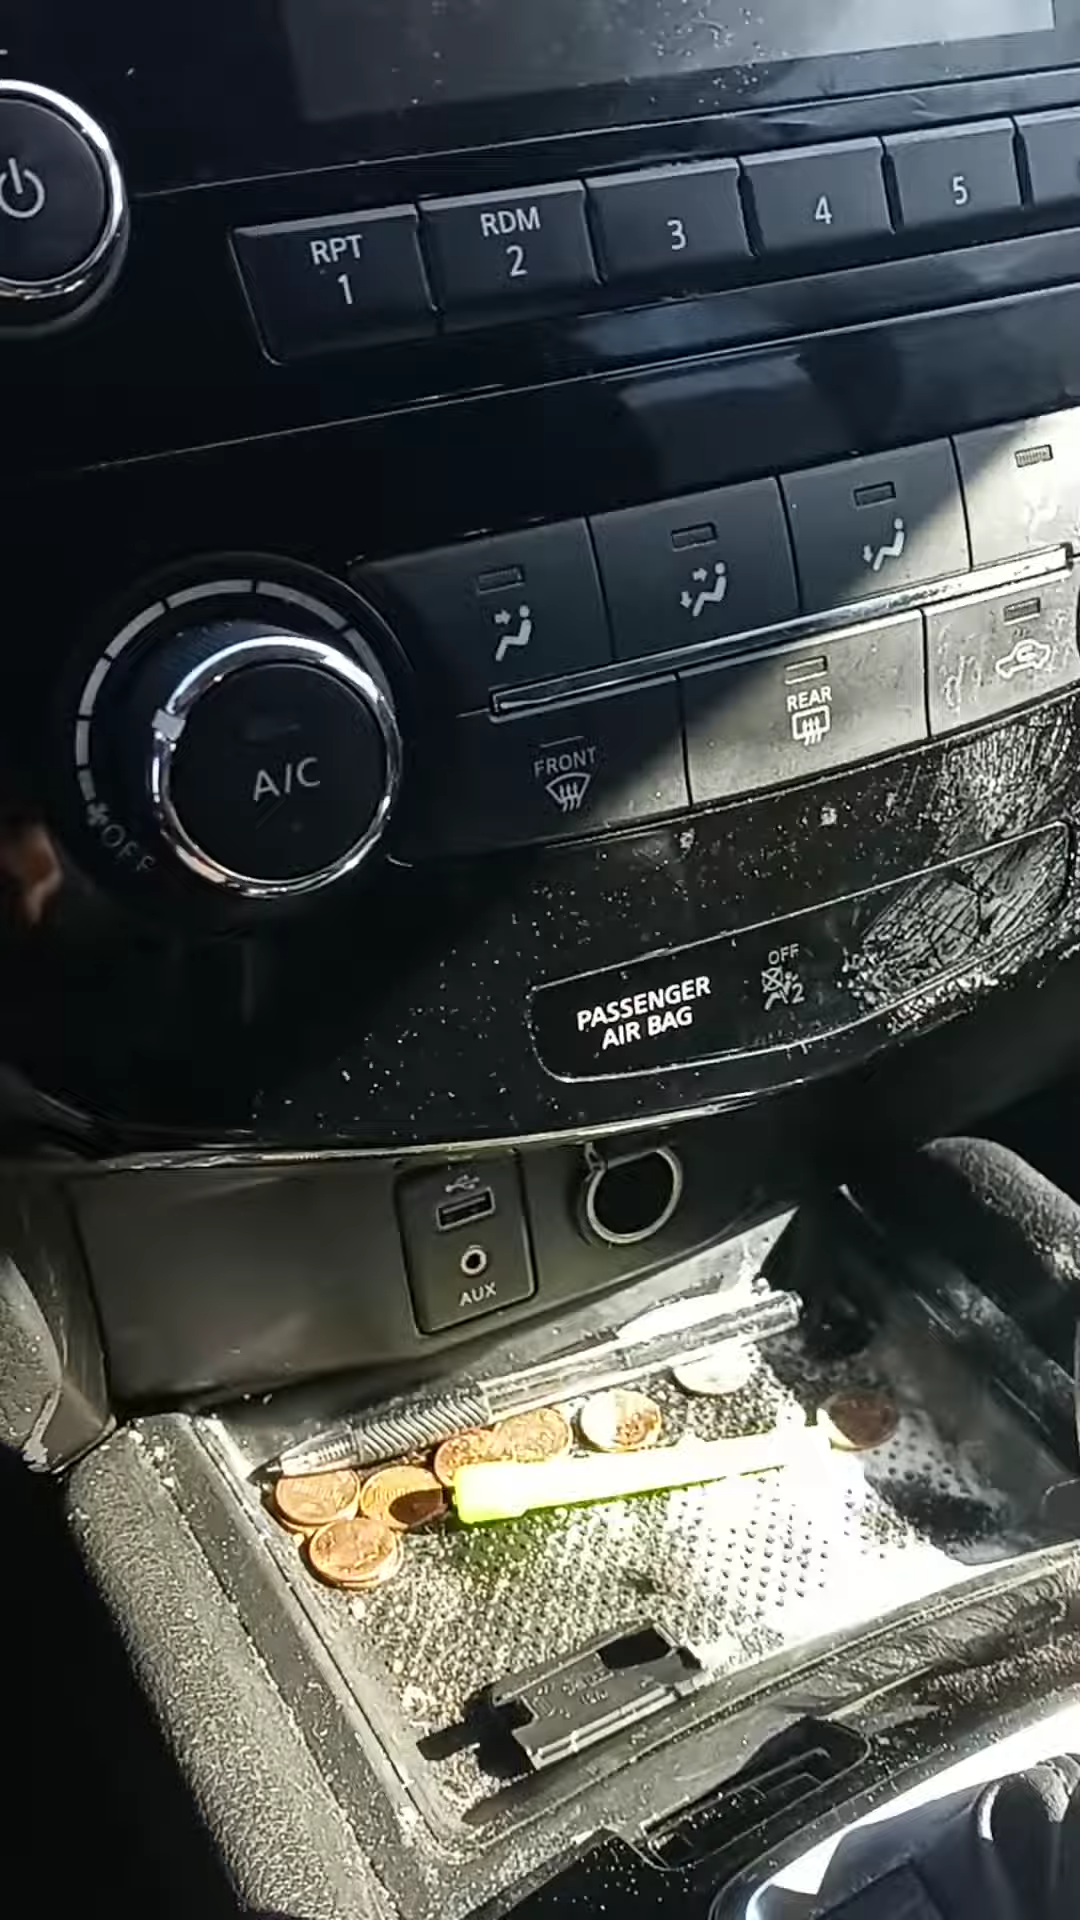 RPT
1
RDM
2
3
4
5
A/C
OFF
FRONT
REAR
PASSENGER
AIR BAG
OFF
2
AUX